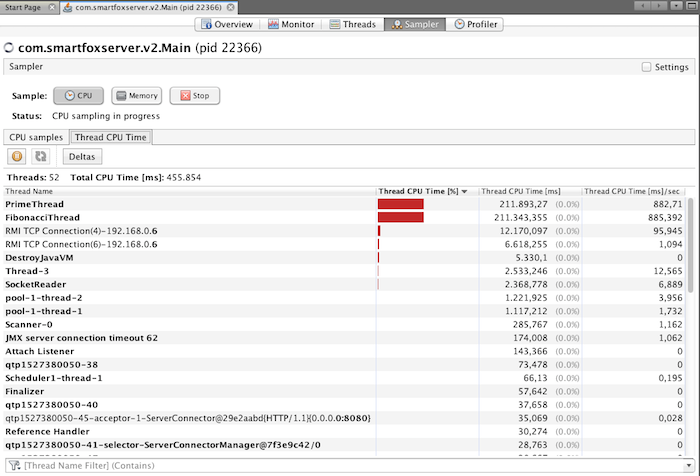 Start Page com.smartfoxserver.v2.Main (pid 22366)
Overview Monitor Threads Sampler Profiler
com.smartfoxserver.v2.Main (pid 22366)
Sampler Settings
Sample: CPU Memory Stop
Status: CPU sampling in progress
CPU samples Thread CPU Time
Deltas
Threads: 52 Total CPU Time [ms]: 455.854
Thread Name Thread CPU Time [%] Thread CPU Time [ms] Thread CPU Time [ms]/sec
PrimeThread 211.893,27 (0.0%) 882,71
FibonacciThread 211.343,355 (0.0%) 885,392
RMI TCP Connection(4)-192.168.0.6 12.170,097 (0.0%) 95,945
RMI TCP Connection(6)-192.168.0.6 6.618,255 (0.0%) 1,094
DestroyJavaVM 5.330,1 (0.0%)
Thread-3 2.533,246 (0.0%) 12,565
SocketReader 2.368,778 (0.0%) 6,889
pool-1-thread-2 1.221,925 (0.0%) 3,956
pool-1-thread-1 1.117,212 (0.0%) 1,732
Scanner-0 285,767 (0.0%) 1,162
JMX server connection timeout 62 174,008 (0.0%) 1,062
Attach Listener 143,366 (0.0%)
qtp1527380050-38 73,478 (0.0%)
Scheduler1-thread-1 66,13 (0.0%) 0,195
Finalizer 57,642 (0.0%)
qtp1527380050-40 37,658 (0.0%)
qtp1527380050-45-acceptor-1-ServerConnector@29e2aabd{HTTP/1.1}{0.0.0.0:8080} 35,069 (0.0%) 0,028
Reference Handler 30,274 (0.0%)
qtp1527380050-41-selector-ServerConnectorManager@7f3e9c42/0 28,763 (0.0%)
[Thread Name Filter] (Contains)